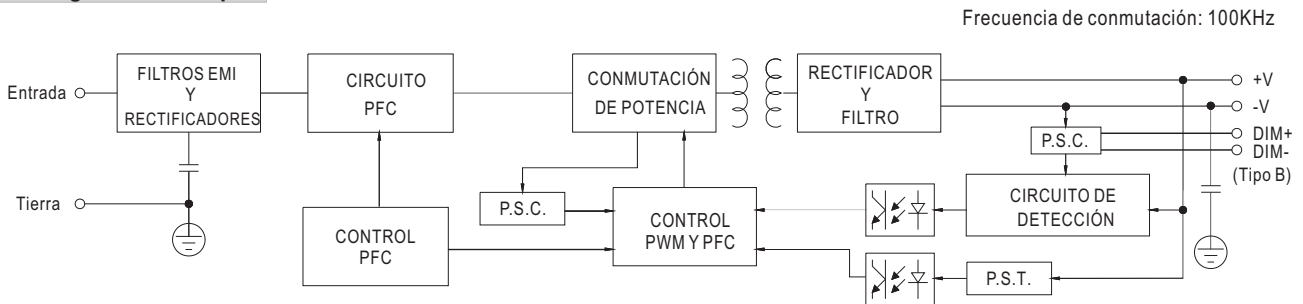 Frecuencia de conmutación: 100KHz
Entrada
FILTROS EMI
Y
RECTIFICADORES
CIRCUITO
PFC
CONMUTACIÓN
DE POTENCIA
RECTIFICADOR
Y
FILTRO
+V
-V
DIM+
DIM-
(Tipo B)
P.S.C.
Tierra
P.S.C.
CONTROL
PFC
CONTROL
PWM Y PFC
CIRCUITO DE
DETECCIÓN
P.S.T.